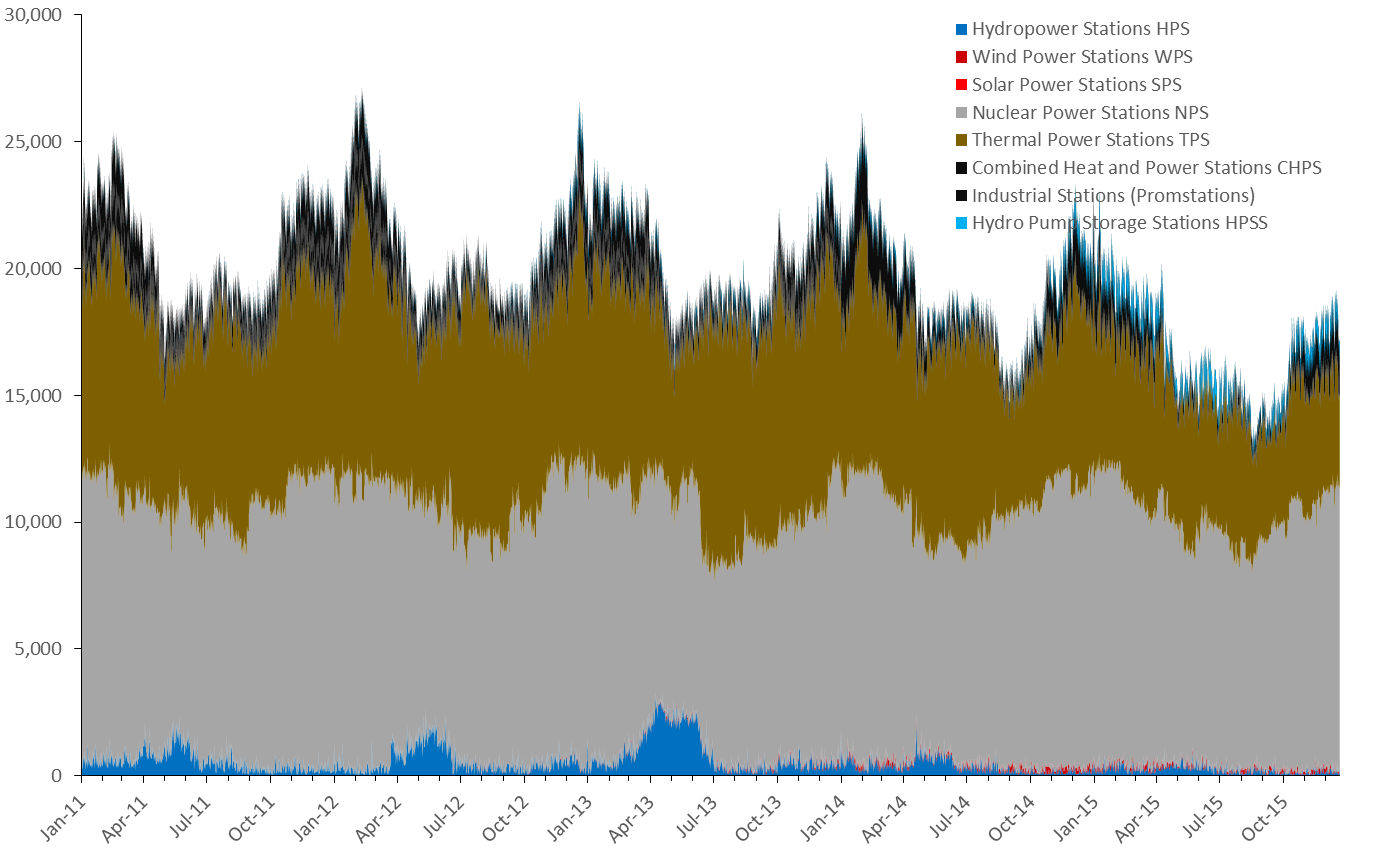 30,000
25,000
20,000
15,000
10,000
5,000
0
Hydropower Stations HPS
Wind Power Stations WPS
Solar Power Stations SPS
Nuclear Power Stations NPS
Thermal Power Stations TPS
Combined Heat and Power Stations CHPS
Industrial Stations (Promstations)
Hydro Pump Storage Stations HPSS
Jan-11
Apr-11
Jul-11
Oct-11
Jan-12
Apr-12
Jul-12
Oct-12
Jan-13
Apr-13
Jul-13
Oct-13
Jan-14
Apr-14
Jul-14
Oct-14
Jan-15
Apr-15
Jul-15
Oct-15